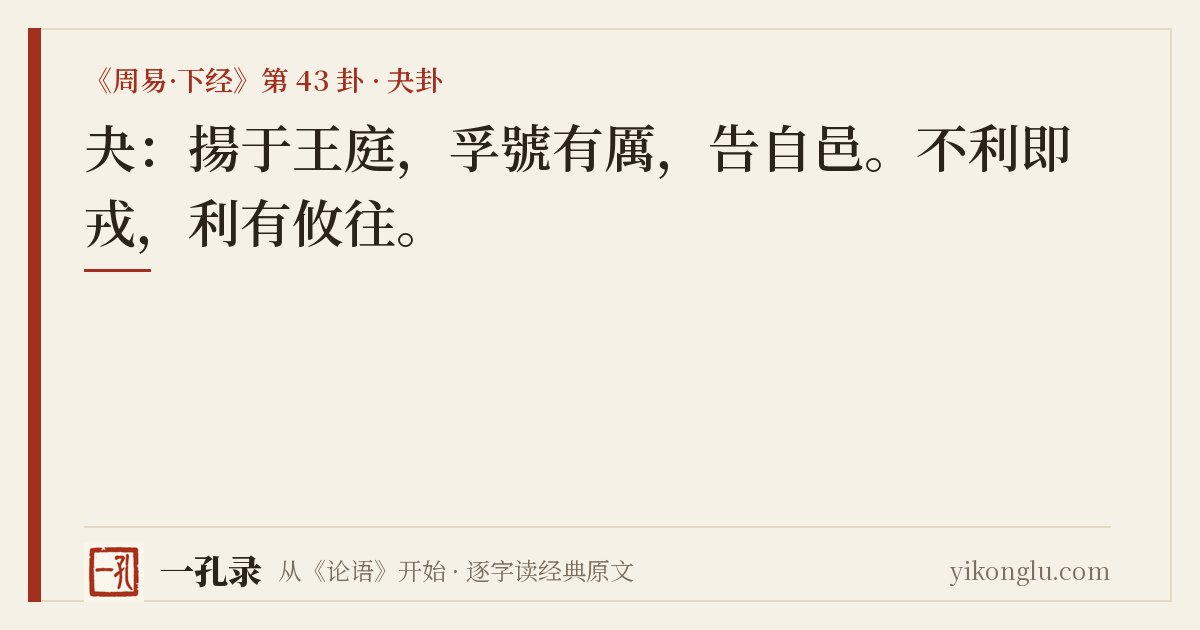 《周易·下经》第 43 卦 · 夬卦
夬：揚于王庭，孚號有厲，告自邑。不利即
戎，利有攸往。
一孔
一孔录 从《论语》开始 · 逐字读经典原文 yikonglu.com